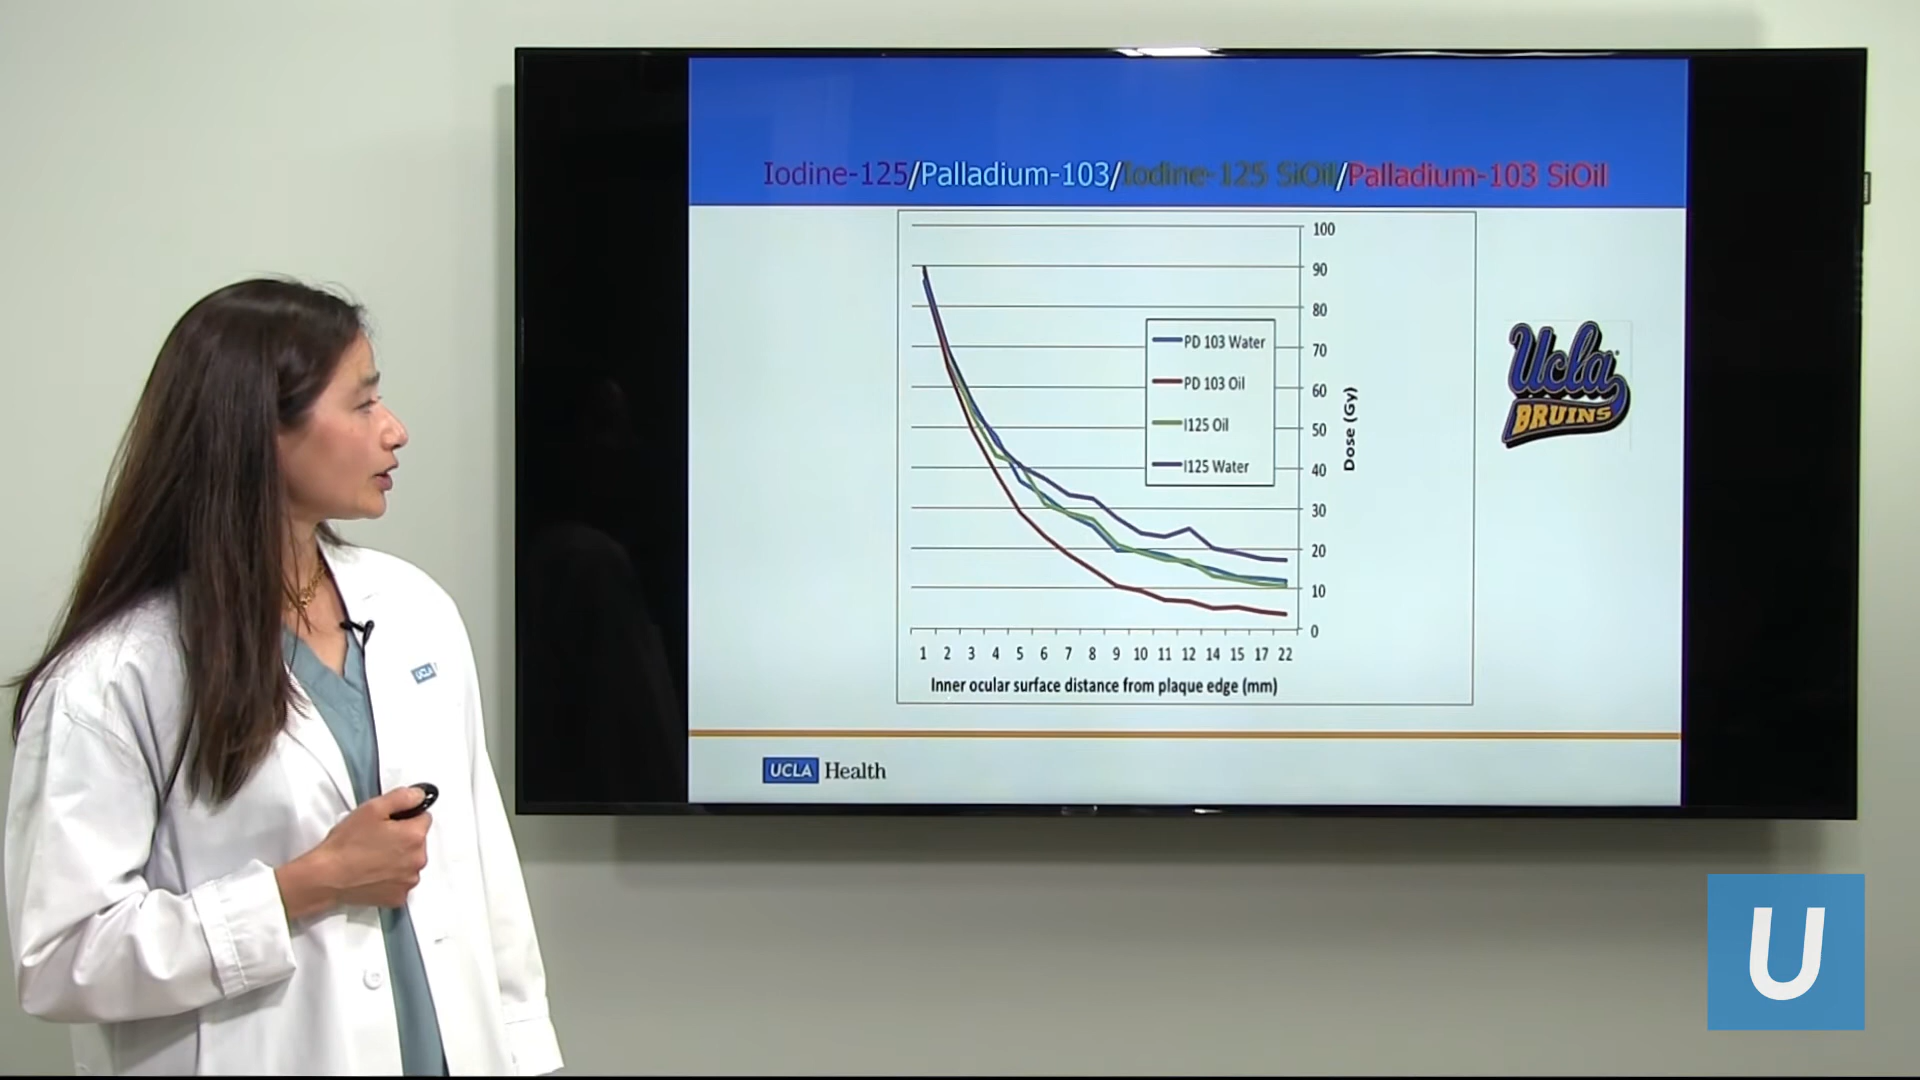 Iodine-125/Palladium-103/Iodine-125 SiOil/Palladium-103 SiOil
100
90
80
70
60
50
40
30
20
10
0
Dose (Gy)
PD 103 Water
PD 103 Oil
I125 Oil
I125 Water
1 2 3 4 5 6 7 8 9 10 11 12 14 15 17 22
Inner ocular surface distance from plaque edge (mm)
Ucla
BRUINS
UCLA Health
UCLA
U